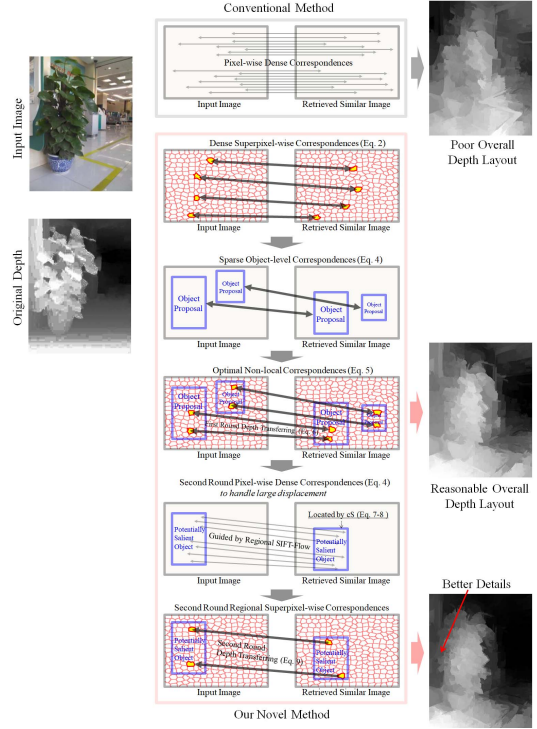 Conventional Method
Pixel-wise Dense Correspondences
Input Image
Retrieved Similar Image
Input Image
Poor Overall
Depth Layout
Dense Superpixel-wise Correspondences (Eq. 2)
Input Image
Retrieved Similar Image
Original Depth
Sparse Object-level Correspondences (Eq. 4)
Object
Proposal
Object
Proposal
Object
Proposal
Object
Proposal
Input Image
Retrieved Similar Image
Optimal Non-local Correspondences (Eq. 5)
Object
Proposal
Object
Proposal
Object
Proposal
First Round Depth Transferring (Eq. 6)
Input Image
Retrieved Similar Image
Reasonable Overall
Depth Layout
Second Round Pixel-wise Dense Correspondences (Eq. 4)
to handle large displacement
Located by cS (Eq. 7-8 )
Potentially
Salient
Object
Guided by Regional SIFT-Flow
Potentially
Salient
Object
Input Image
Retrieved Similar Image
Better Details
Second Round Regional Superpixel-wise Correspondences
Potentially
Salient
Object
Second Round
Depth Transferring (Eq. 9)
Potentially
Salient
Object
Input Image
Retrieved Similar Image
Our Novel Method